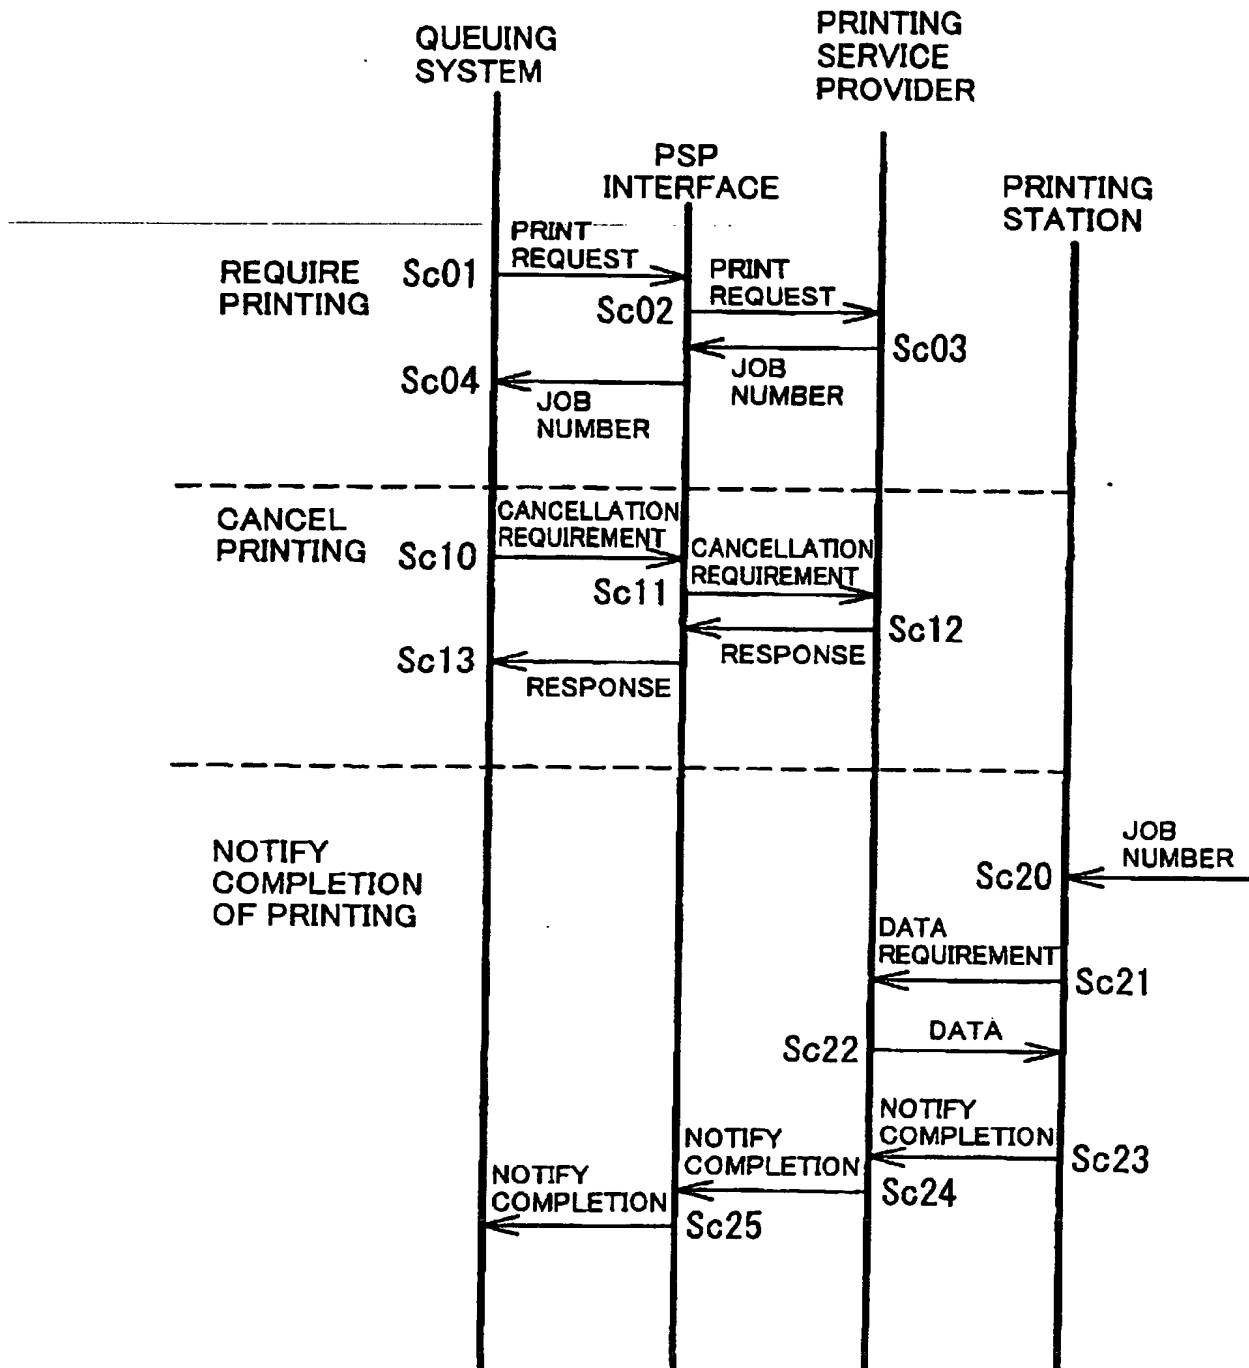 QUEUING
SYSTEM
PRINTING
SERVICE
PROVIDER
PSP
INTERFACE
PRINTING
STATION
REQUIRE
PRINTING
Sc01
PRINT
REQUEST
Sc02
PRINT
REQUEST
Sc03
JOB
NUMBER
Sc04
JOB
NUMBER
CANCEL
PRINTING
Sc10
CANCELLATION
REQUIREMENT
Sc11
CANCELLATION
REQUIREMENT
Sc12
RESPONSE
Sc13
RESPONSE
NOTIFY
COMPLETION
OF PRINTING
JOB
NUMBER
Sc20
DATA
REQUIREMENT
Sc21
Sc22
DATA
NOTIFY
COMPLETION
Sc23
NOTIFY
COMPLETION
Sc24
NOTIFY
COMPLETION
Sc25